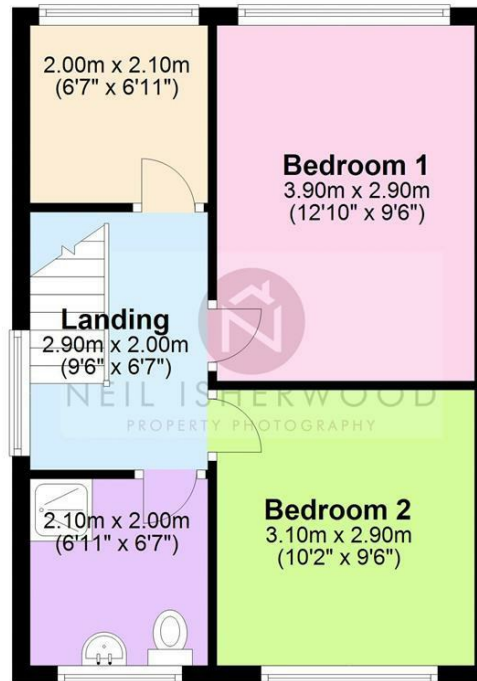 2.00m x 2.10m
(6'7" x 6'11")
Bedroom 1
3.90m x 2.90m
(12'10" x 9'6")
Landing
2.90m x 2.00m
(9'6" x 6'7")
N
NEIL ISHERWOOD
PROPERTY PHOTOGRAPHY
2.10m x 2.00m
(6'11" x 6'7")
Bedroom 2
3.10m x 2.90m
(10'2" x 9'6")